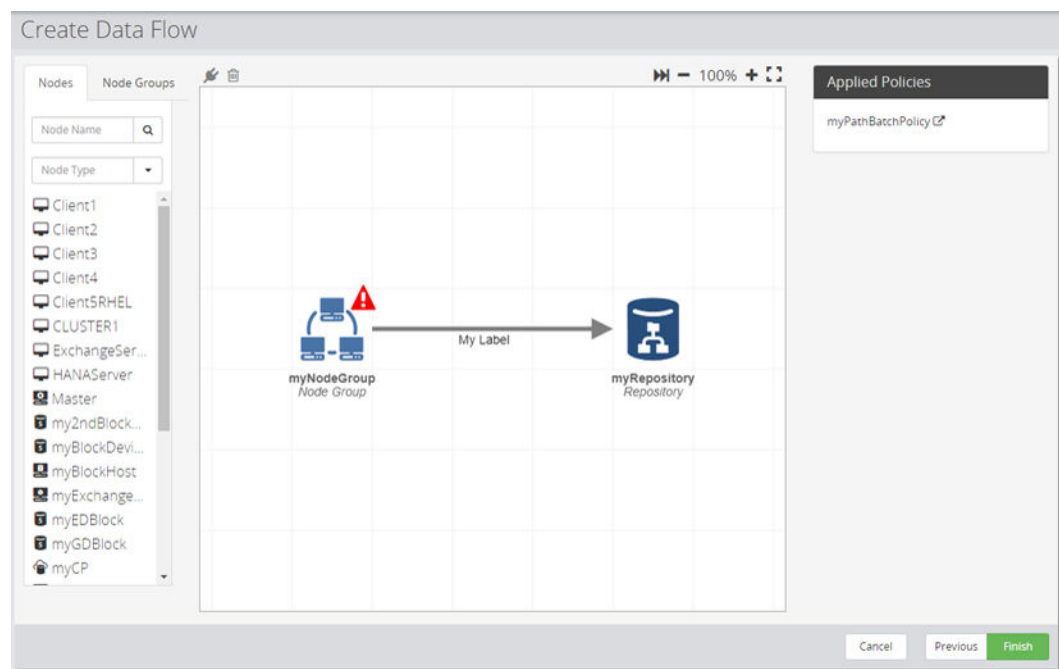 Create Data Flow
Nodes
Node Groups
Node Name
Node Type
Client1
Client2
Client3
Client4
Client5RHEL
CLUSTER1
ExchangeSer...
HANAServer
Master
my2ndBlock...
myBlockDevi...
myBlockHost
myExchange...
myEDBlock
myGDBlock
myCP
100%
My Label
myNodeGroup
Node Group
myRepository
Repository
Applied Policies
myPathBatchPolicy
Cancel
Previous
Finish